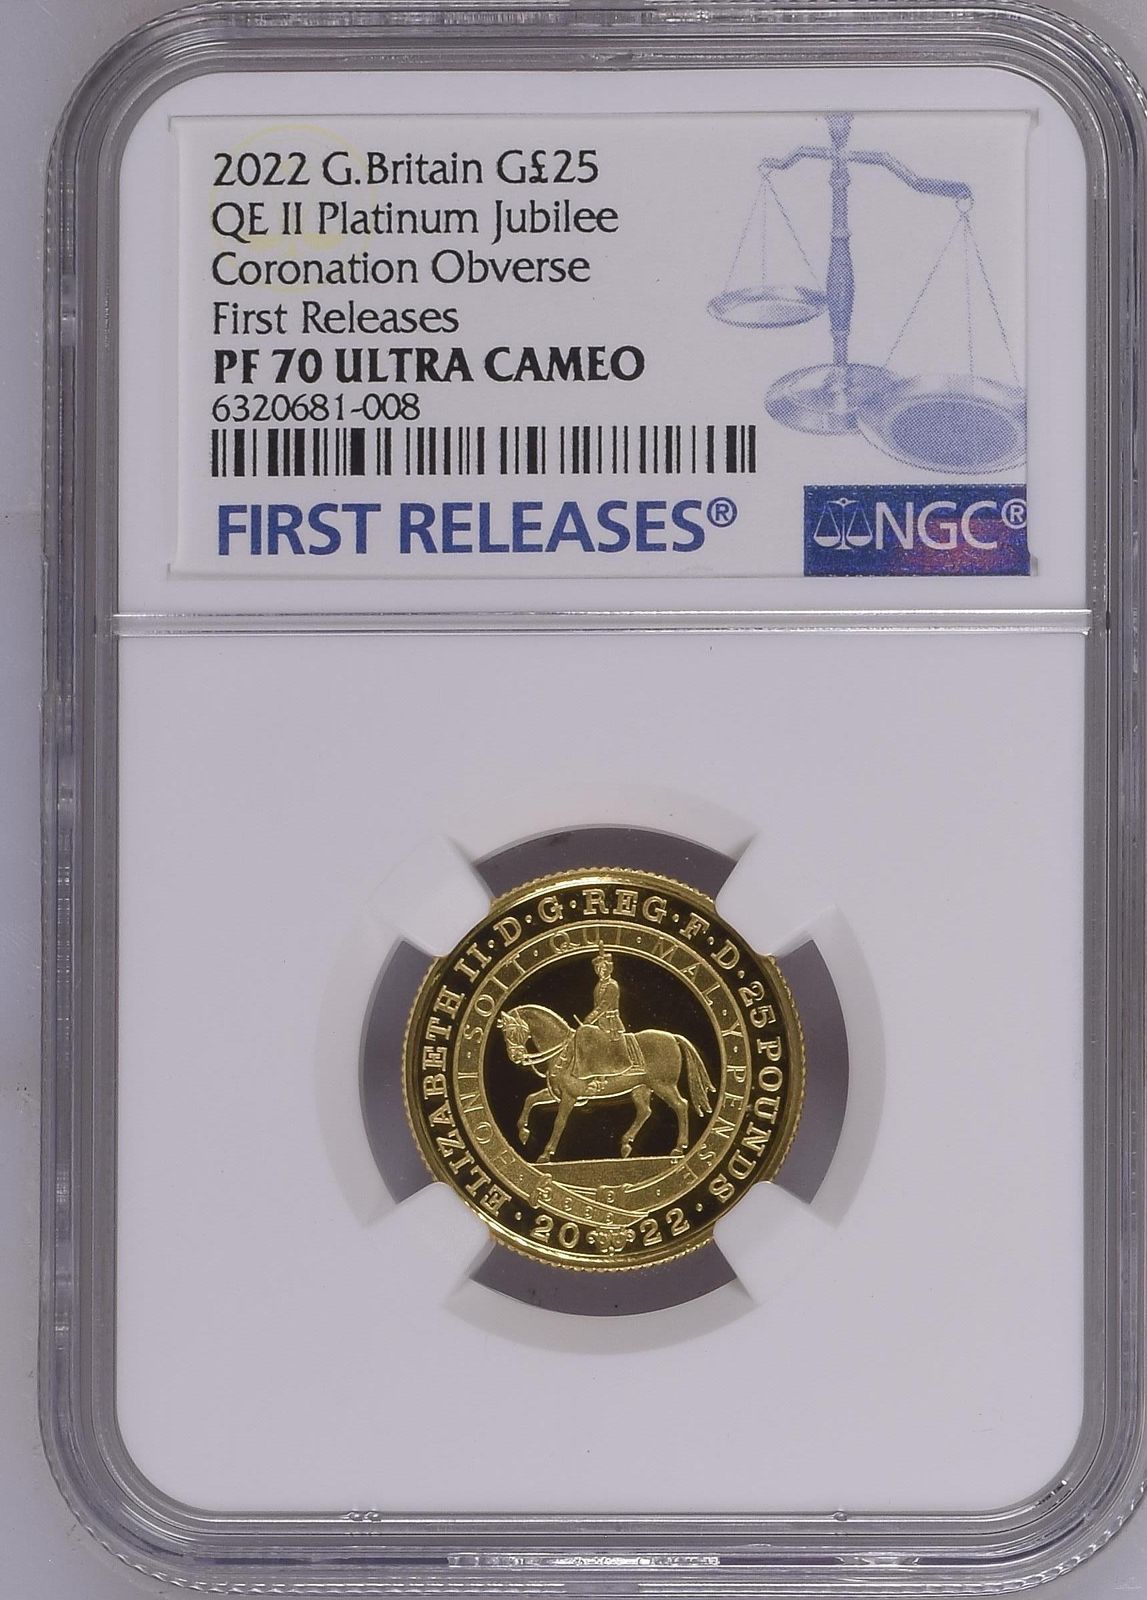 2022 G.Britain G£25
QE II Platinum Jubilee
Coronation Obverse
First Releases
PF 70 ULTRA CAMEO
6320681-008
FIRST RELEASES®
NGC®
ELIZABETH II · D · G · REG · F · D · 25 POUNDS ·
HONI · SOIT · QUI · MAL · Y · PENSE
· 20 22 ·